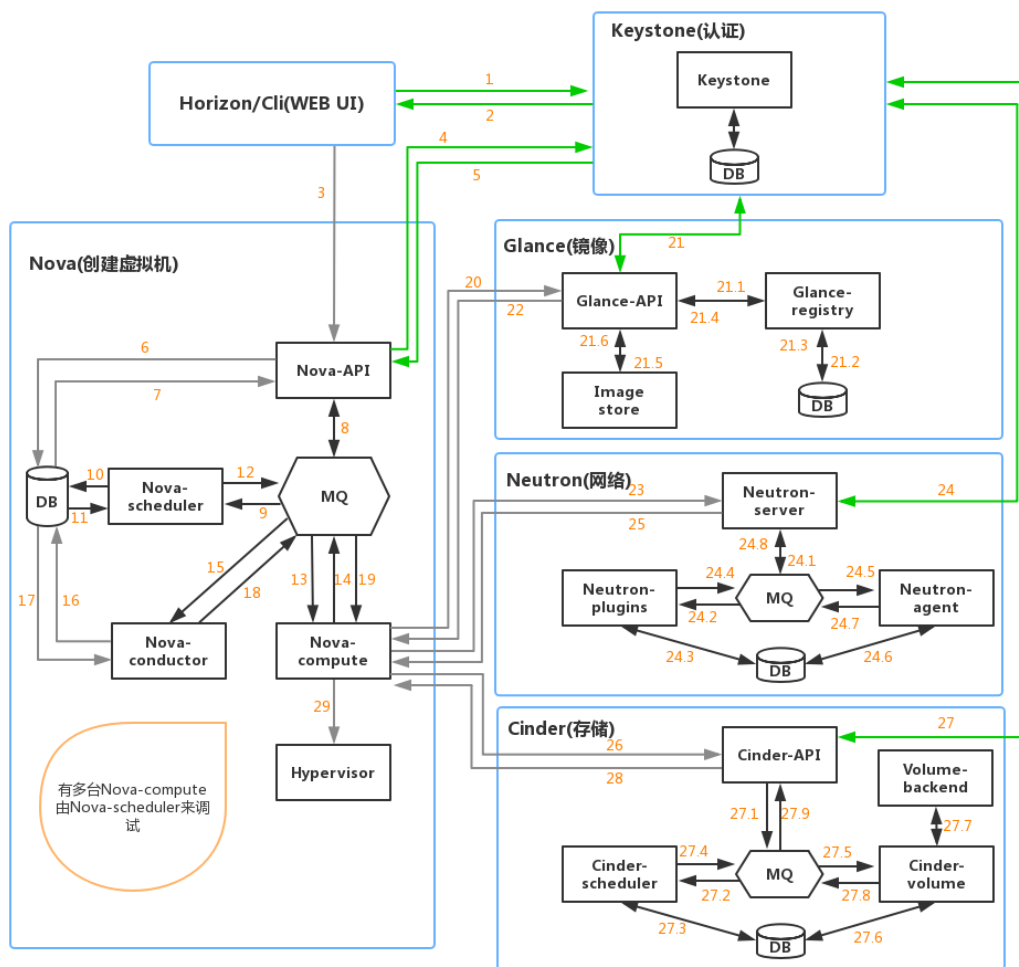 Keystone(认证)
Keystone
DB
Horizon/Cli(WEB UI)
1
2
3
4
5
Nova(创建虚拟机)
Nova-API
6
7
8
DB
Nova-
scheduler
MQ
10
11
12
9
15
18
13
14
19
17
16
Nova-
conductor
Nova-
compute
29
Hypervisor
有多台Nova-compute
由Nova-scheduler来调
试
20
22
Glance(镜像)
21
Glance-API
21.1
21.4
Glance-
registry
21.6
21.5
21.3
21.2
Image
store
DB
Neutron(网络)
23
25
Neutron-
server
24
24.8
24.1
Neutron-
plugins
24.4
24.2
MQ
24.5
24.7
Neutron-
agent
24.3
DB
24.6
Cinder(存储)
26
28
Cinder-API
27
Volume-
backend
27.1
27.9
27.7
Cinder-
scheduler
27.4
27.2
MQ
27.5
27.8
Cinder-
volume
27.3
DB
27.6